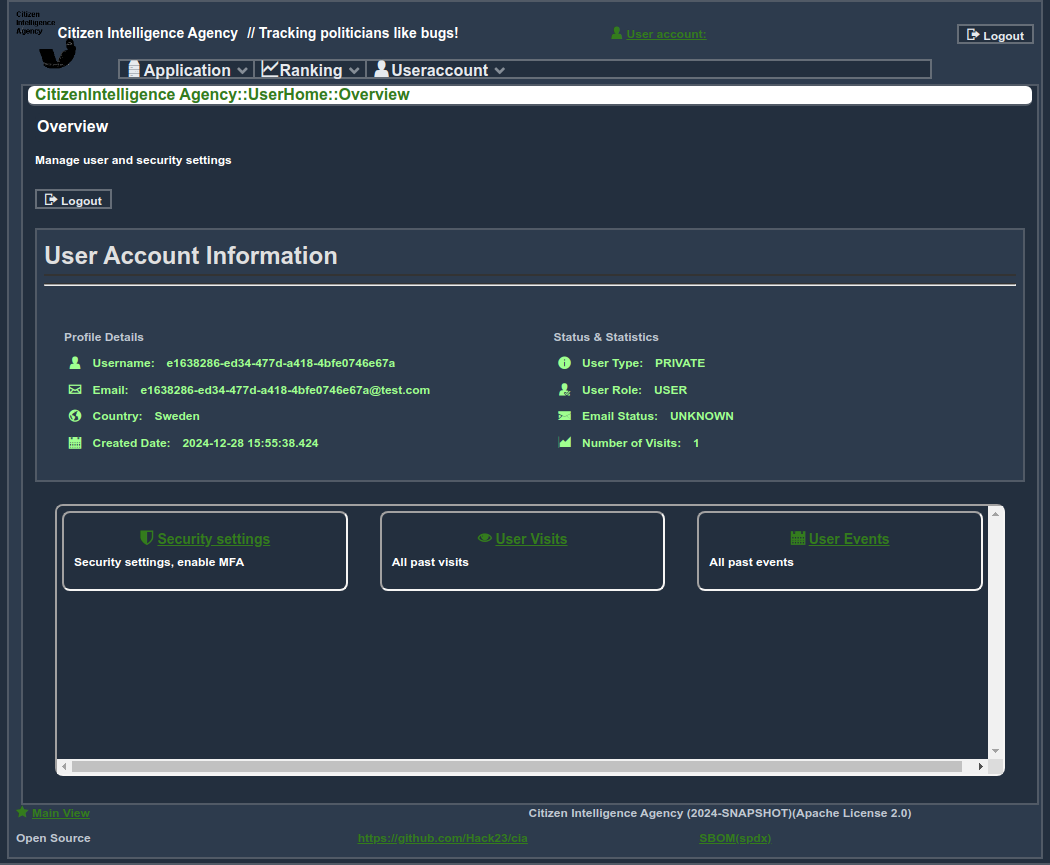 Citizen
Intelligence
Agency
Citizen Intelligence Agency // Tracking politicians like bugs!
User account:
Logout
Application
Ranking
Useraccount
CitizenIntelligence Agency::UserHome::Overview
Overview
Manage user and security settings
Logout
User Account Information
Profile Details
Username: e1638286-ed34-477d-a418-4bfe0746e67a
Email: e1638286-ed34-477d-a418-4bfe0746e67a@test.com
Country: Sweden
Created Date: 2024-12-28 15:55:38.424
Status & Statistics
User Type: PRIVATE
User Role: USER
Email Status: UNKNOWN
Number of Visits: 1
Security settings
Security settings, enable MFA
User Visits
All past visits
User Events
All past events
Main View
Citizen Intelligence Agency (2024-SNAPSHOT)(Apache License 2.0)
Open Source
https://github.com/Hack23/cia
SBOM(spdx)